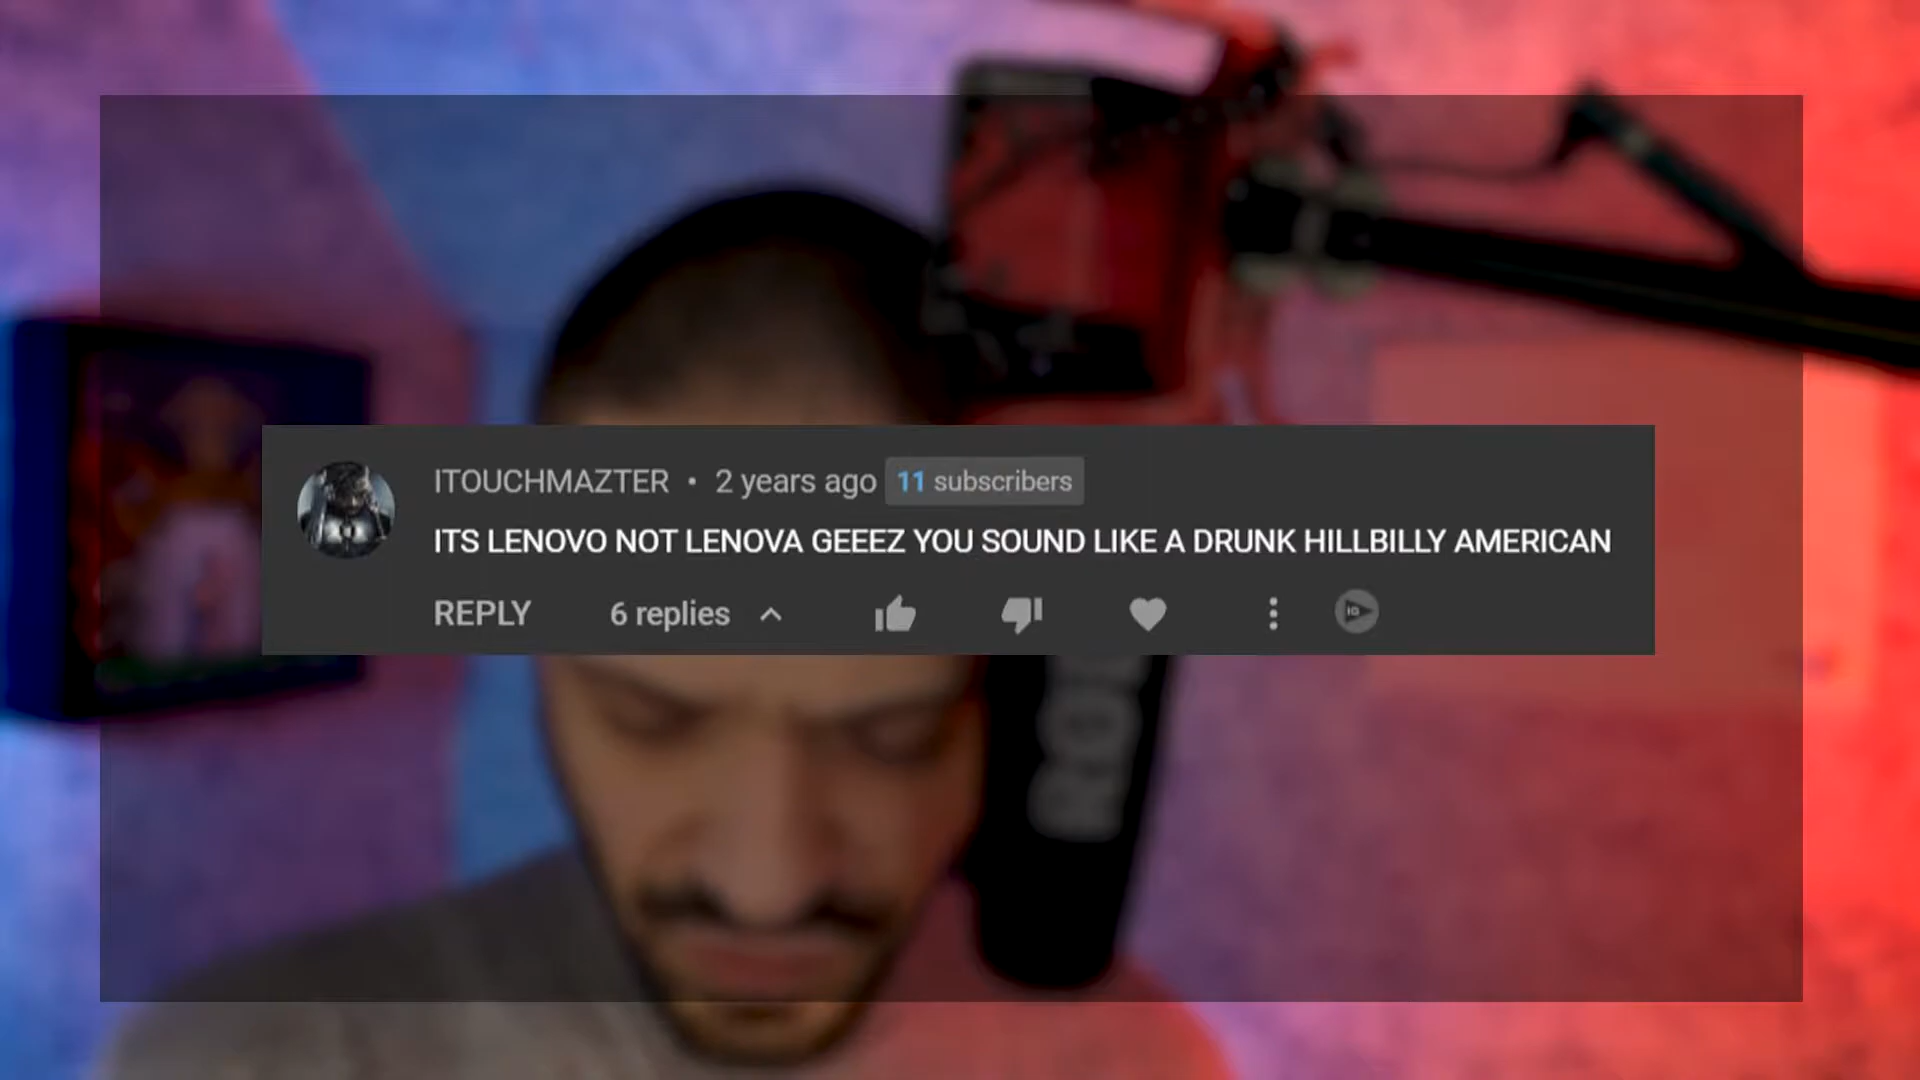 ITOUCHMAZTER • 2 years ago 11 subscribers
ITS LENOVO NOT LENOVA GEEEZ YOU SOUND LIKE A DRUNK HILLBILLY AMERICAN
REPLY 6 replies